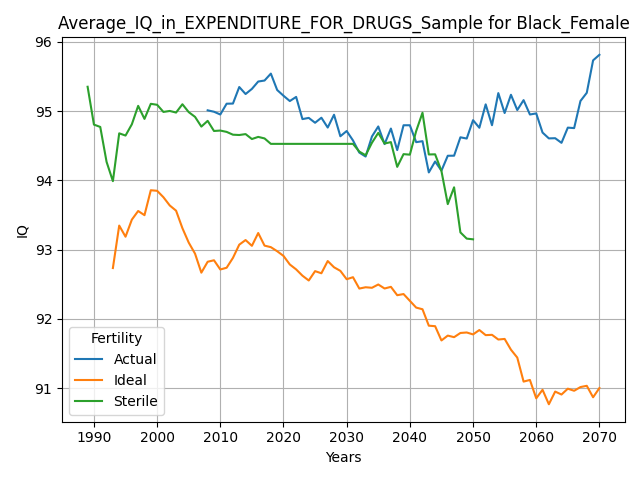 Average_IQ_in_EXPENDITURE_FOR_DRUGS_Sample for Black_Female
96
95
94
93
92
91
IQ
Fertility
Actual
Ideal
Sterile
1990 2000 2010 2020 2030 2040 2050 2060 2070
Years